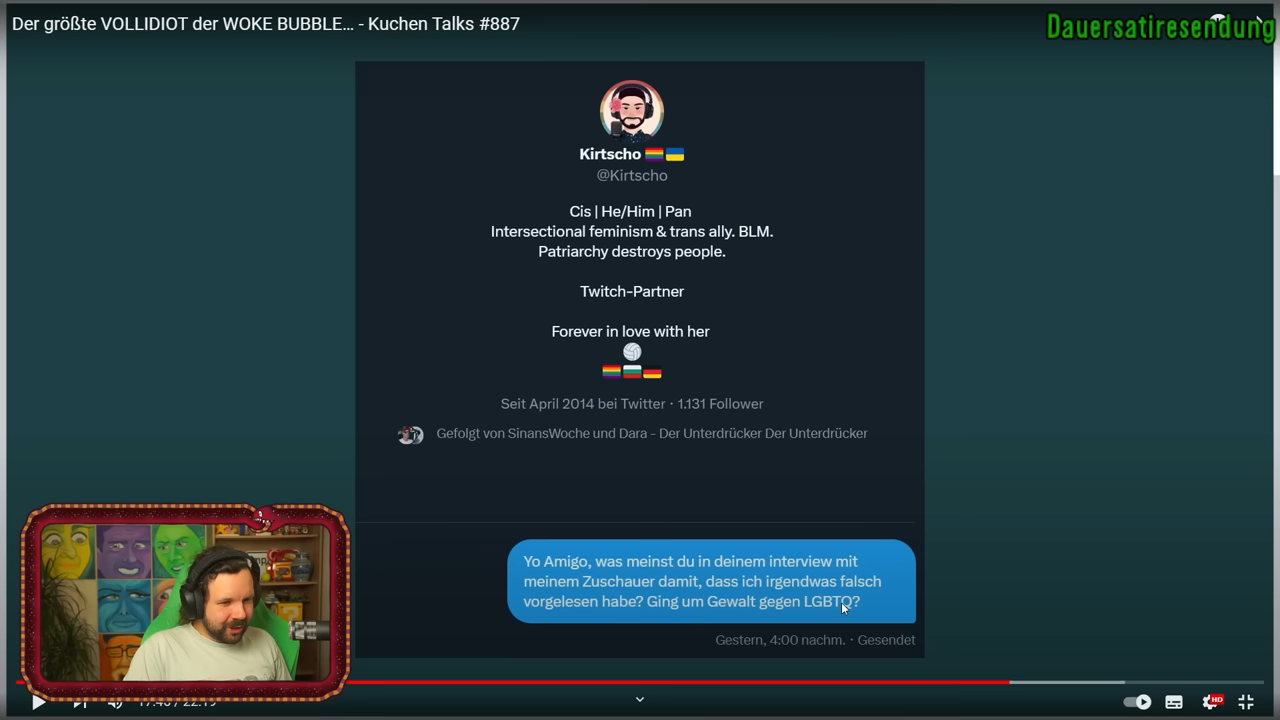 Der größte VOLLIDIOT der WOKE BUBBLE... - Kuchen Talks #887
Dauersatiresendung
Kirtscho
@Kirtscho
Cis | He/Him | Pan
Intersectional feminism & trans ally. BLM.
Patriarchy destroys people.
Twitch-Partner
Forever in love with her
Seit April 2014 bei Twitter · 1.131 Follower
Gefolgt von SinansWoche und Dara - Der Unterdrücker Der Unterdrücker
Yo Amigo, was meinst du in deinem interview mit
meinem Zuschauer damit, dass ich irgendwas falsch
vorgelesen habe? Ging um Gewalt gegen LGBTQ?
Gestern, 4:00 nachm. · Gesendet
HD